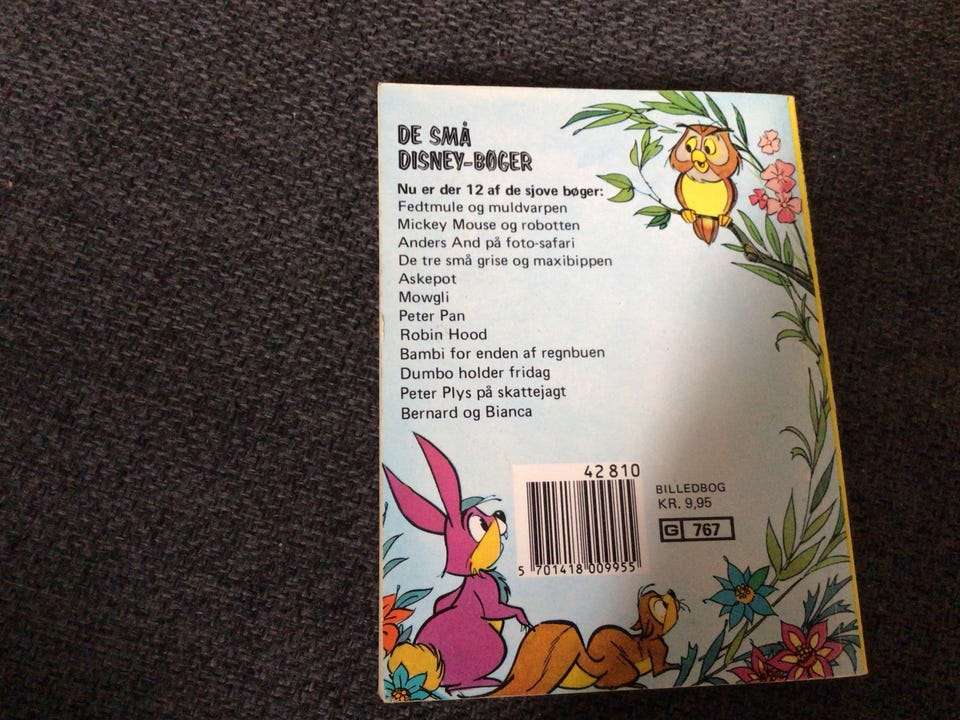 DE SMÅ
DISNEY-BØGER
Nu er der 12 af de sjove bøger:
Fedtmule og muldvarpen
Mickey Mouse og robotten
Anders And på foto-safari
De tre små grise og maxibippen
Askepot
Mowgli
Peter Pan
Robin Hood
Bambi for enden af regnbuen
Dumbo holder fridag
Peter Plys på skattejagt
Bernard og Bianca
42810
BILLEDBOG
KR. 9,95
G 767
5 701418 009955